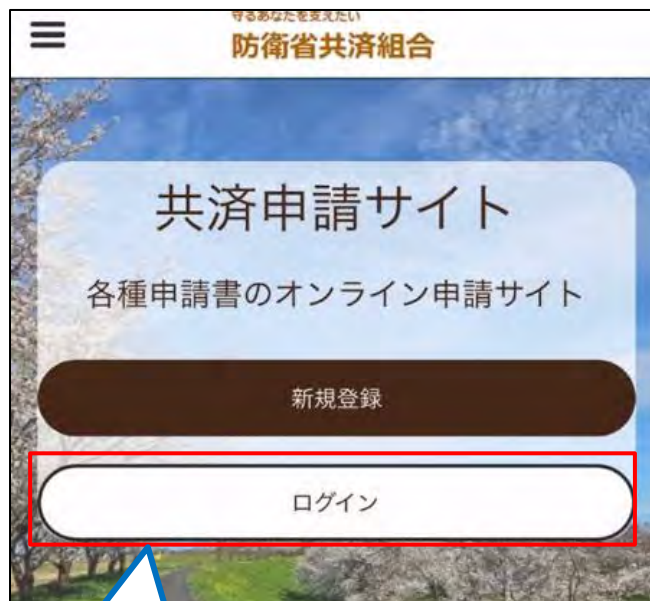 守るあなたを支えたい
防衛省共済組合
共済申請サイト
各種申請書のオンライン申請サイト
新規登録
ログイン